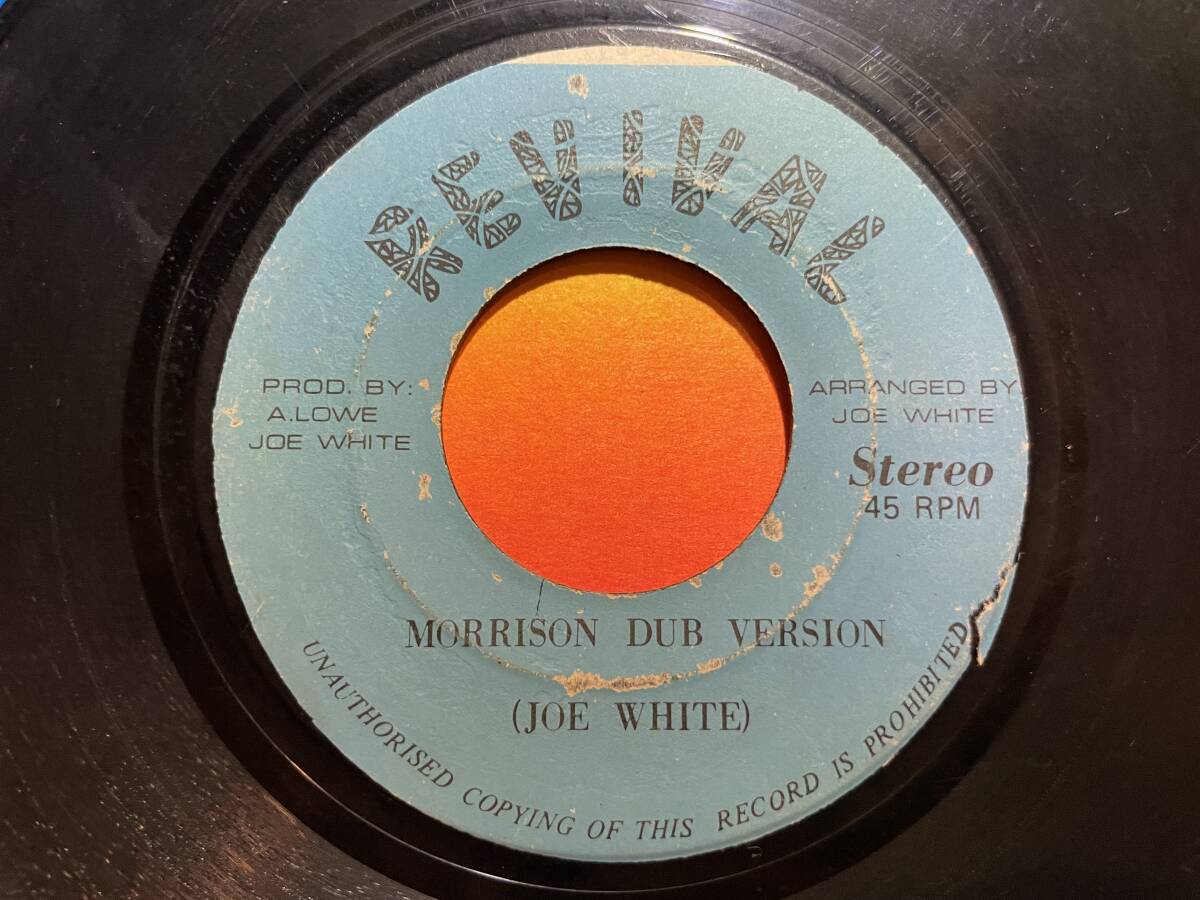 REVIVAL
PROD. BY:
A.LOWE
JOE WHITE
ARRANGED BY
JOE WHITE
Stereo
45 RPM
MORRISON DUB VERSION
(JOE WHITE)
UNAUTHORISED COPYING OF THIS RECORD IS PROHIBITED